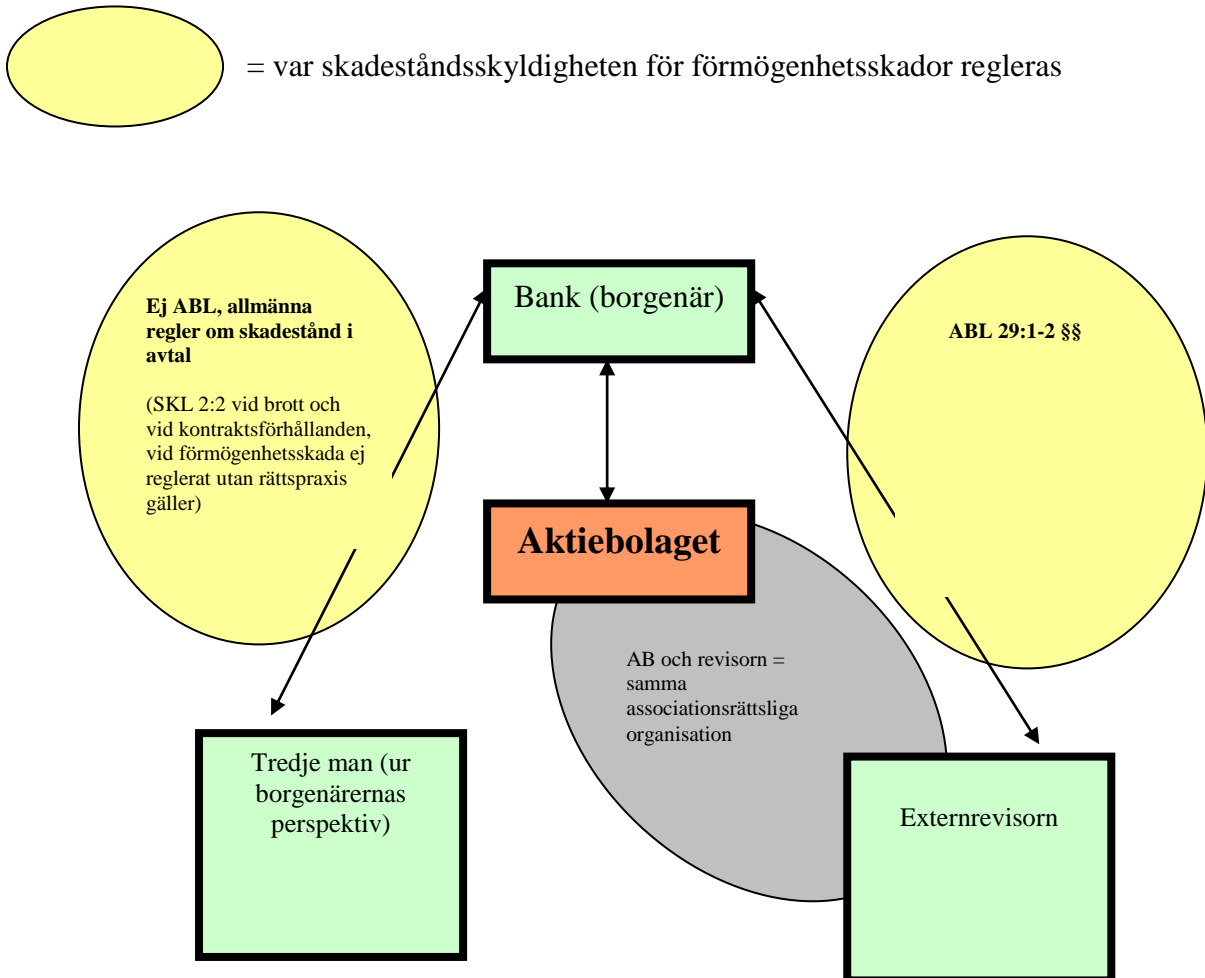 = var skadeståndsskyldigheten för förmögenhetsskador regleras
Ej ABL, allmänna
regler om skadestånd i
avtal
(SKL 2:2 vid brott och
vid kontraktsförhållanden,
vid förmögenhetsskada ej
reglerat utan rättspraxis
gäller)
Bank (borgenär)
ABL 29:1-2 §§
Aktiebolaget
AB och revisorn =
samma
associationsrättsliga
organisation
Tredje man (ur
borgenärernas
perspektiv)
Externrevisorn